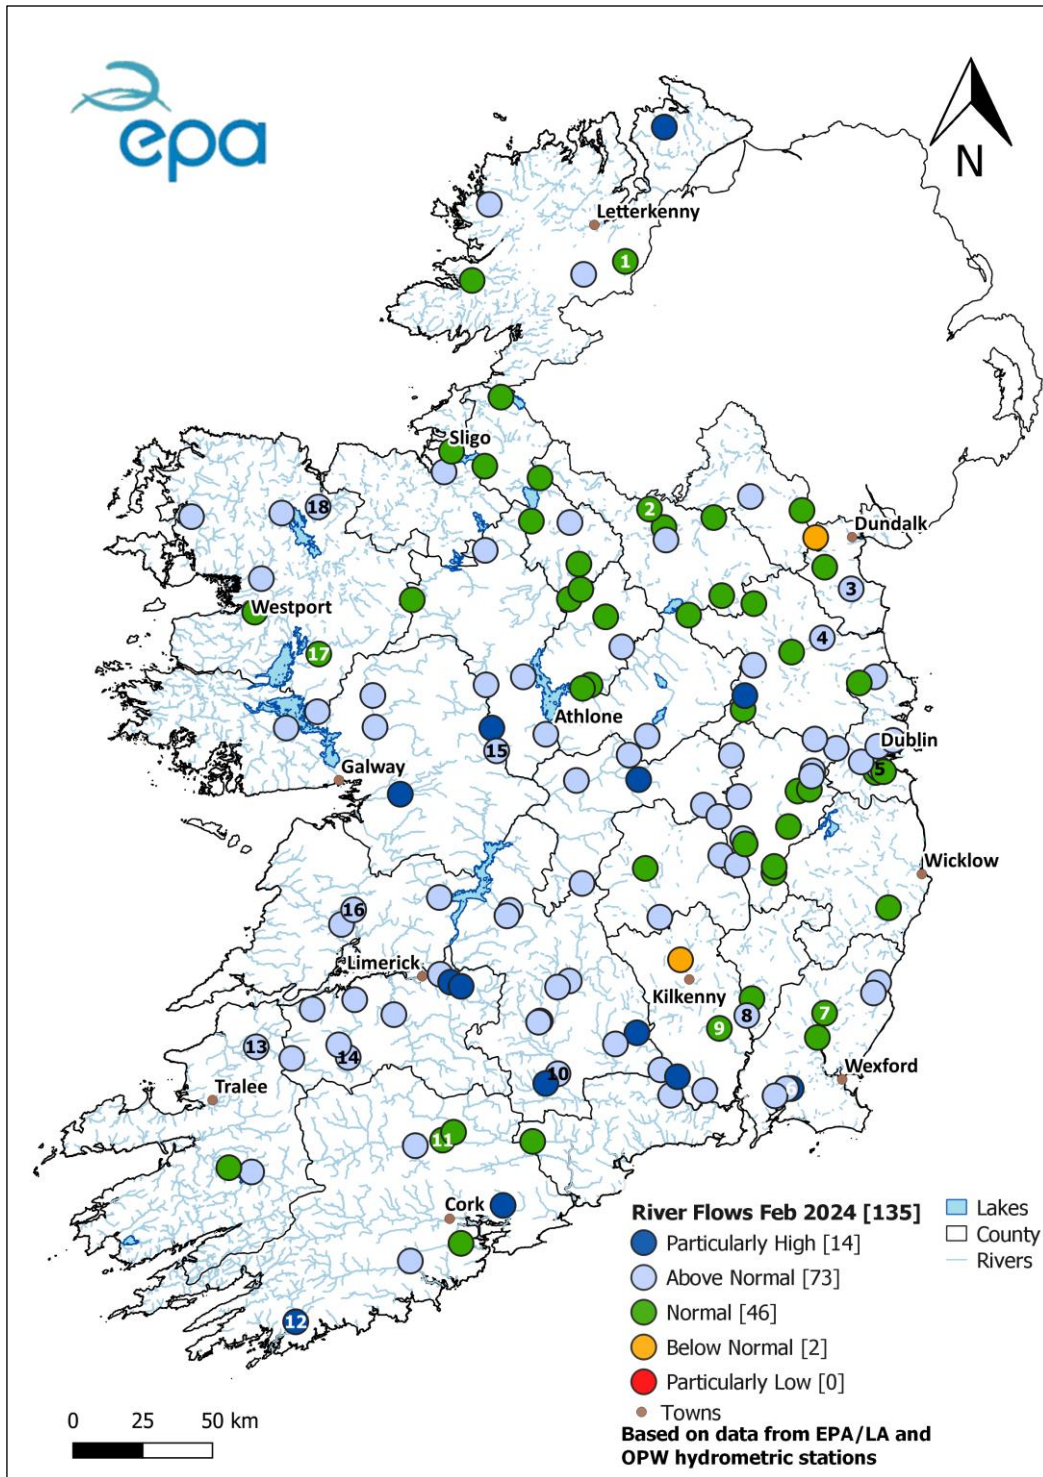 epa
N
Letterkenny
1
Sligo
18
2
Dundalk
3
Westport
4
17
Athlone
15
Dublin
5
Galway
Wicklow
16
Limerick
Kilkenny
8
7
9
13
14
10
Wexford
6
Tralee
11
Cork
12
River Flows Feb 2024 [135]
Particularly High [14]
Above Normal [73]
Normal [46]
Below Normal [2]
Particularly Low [0]
Towns
Lakes
County
Rivers
Based on data from EPA/LA and
OPW hydrometric stations
0 25 50 km